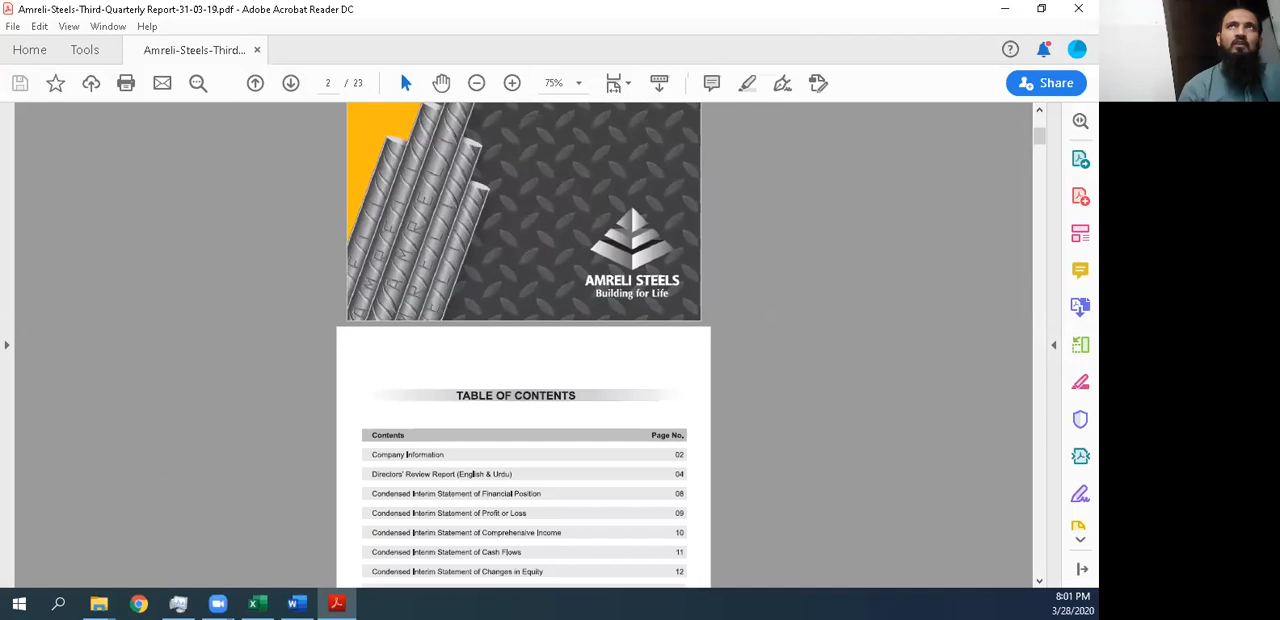 Amreli-Steels-Third-Quarterly Report-31-03-19.pdf - Adobe Acrobat Reader DC
File Edit View Window Help
Home Tools Amreli-Steels-Third...
2 / 23 75% Share
AMRELI STEELS
Building for Life
TABLE OF CONTENTS
Contents Page No.
Company Information 02
Directors' Review Report (English & Urdu) 04
Condensed Interim Statement of Financial Position 08
Condensed Interim Statement of Profit or Loss 09
Condensed Interim Statement of Comprehensive Income 10
Condensed Interim Statement of Cash Flows 11
Condensed Interim Statement of Changes in Equity 12
8:01 PM
3/28/2020